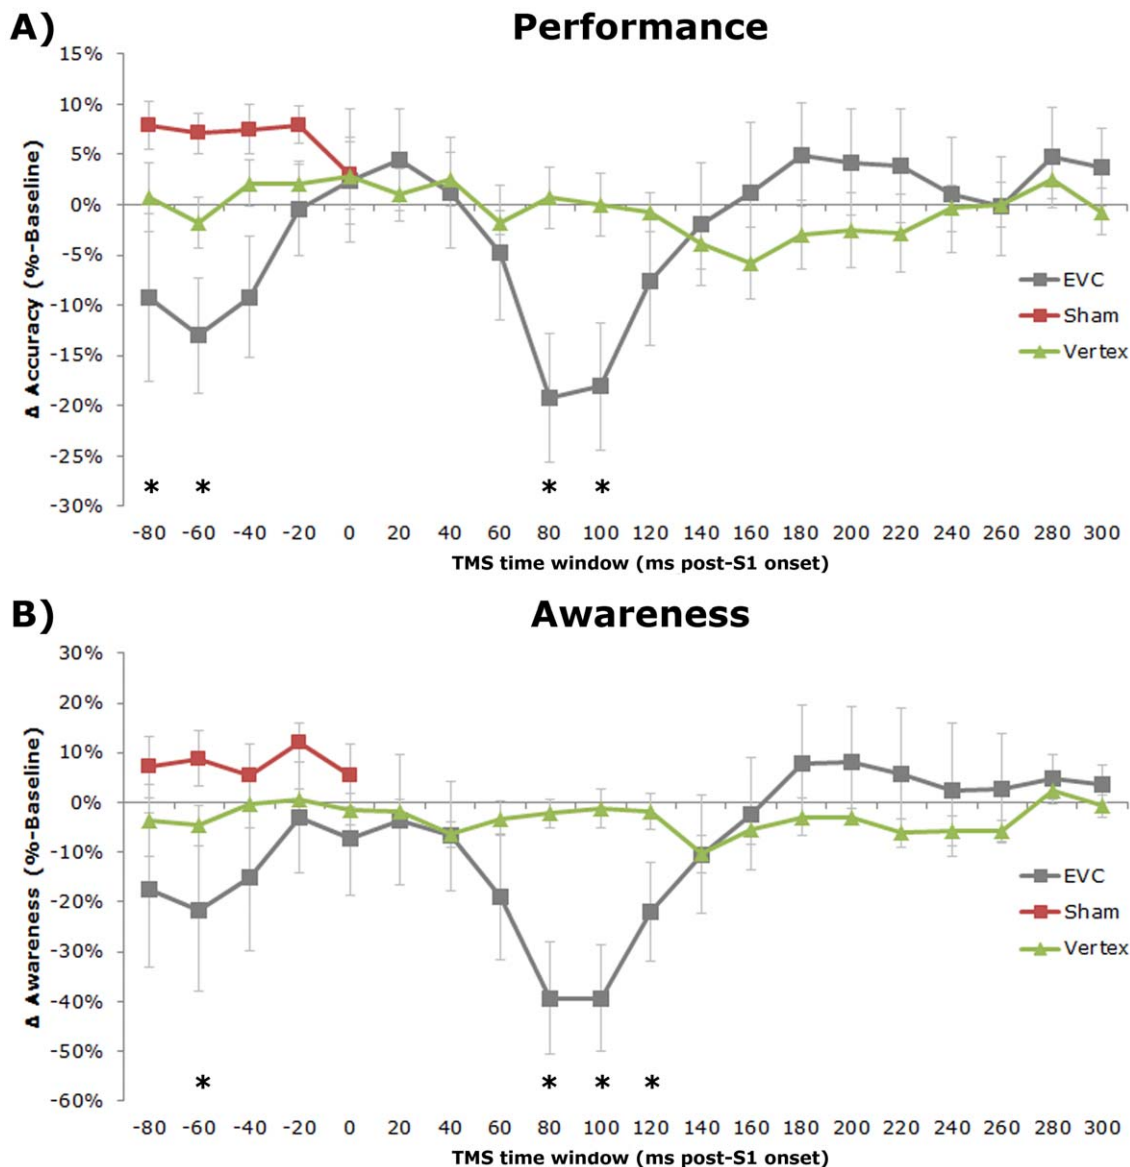 A)
Performance
15%
10%
5%
0%
-5%
-10%
-15%
-20%
-25%
-30%
Δ Accuracy (%-Baseline)
EVC
Sham
Vertex
* * * *
-80 -60 -40 -20 0 20 40 60 80 100 120 140 160 180 200 220 240 260 280 300
TMS time window (ms post-S1 onset)
B)
Awareness
30%
20%
10%
0%
-10%
-20%
-30%
-40%
-50%
-60%
Δ Awareness (%-Baseline)
EVC
Sham
Vertex
* * * *
-80 -60 -40 -20 0 20 40 60 80 100 120 140 160 180 200 220 240 260 280 300
TMS time window (ms post-S1 onset)